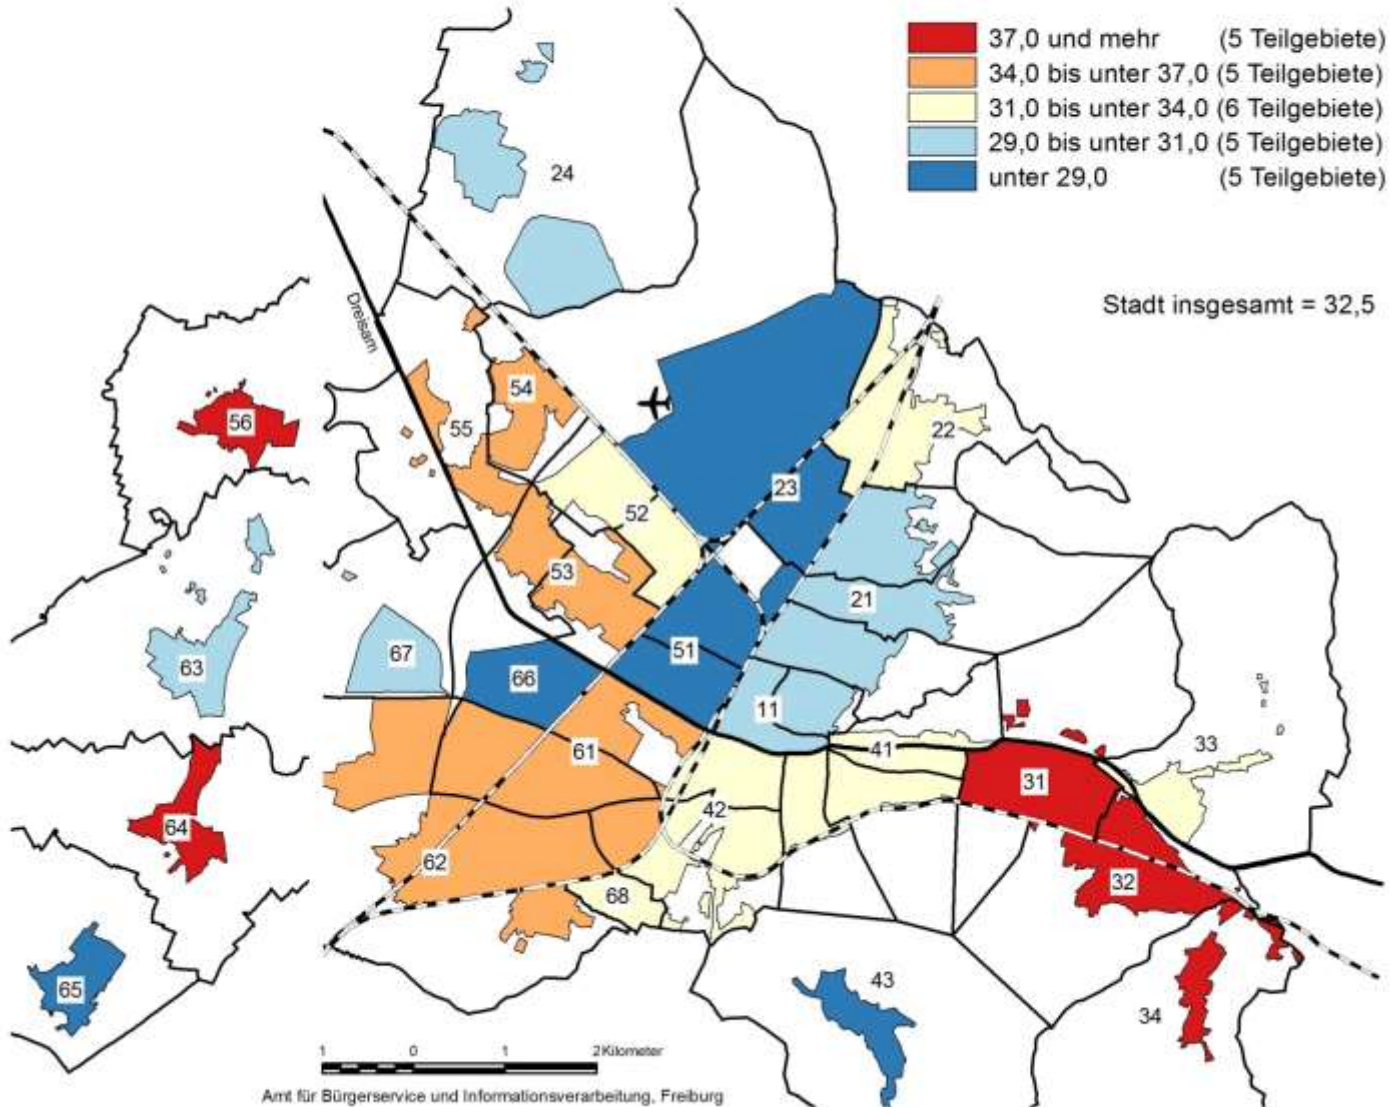 37,0 und mehr (5 Teilgebiete)
34,0 bis unter 37,0 (5 Teilgebiete)
31,0 bis unter 34,0 (6 Teilgebiete)
29,0 bis unter 31,0 (5 Teilgebiete)
unter 29,0 (5 Teilgebiete)
Stadt insgesamt = 32,5
24
Dreisam
54
56
55
22
23
52
53
21
51
67
63
66
11
33
41
61
31
42
64
62
32
68
43
65
34
1 0 1 2 Kilometer
Amt für Bürgerservice und Informationsverarbeitung, Freiburg